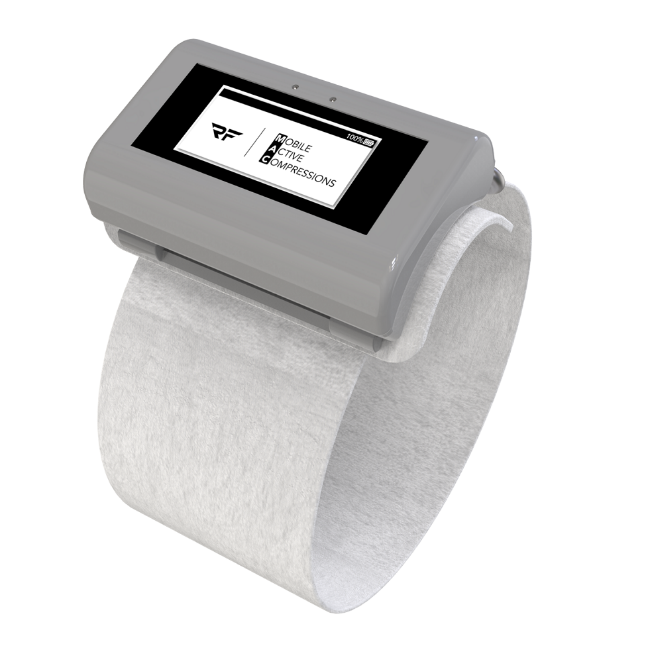 100%
RF
MOBILE
ACTIVE
COMPRESSIONS